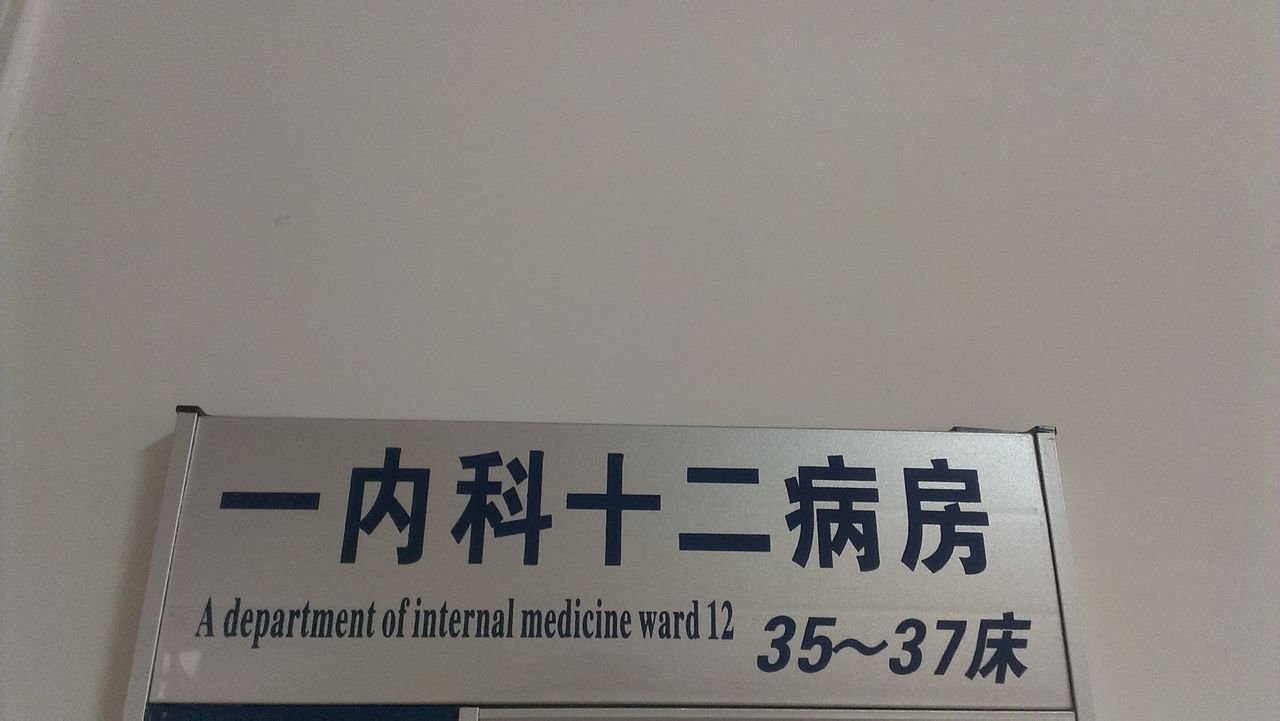 一内科十二病房
A department of internal medicine ward 12
35～37床